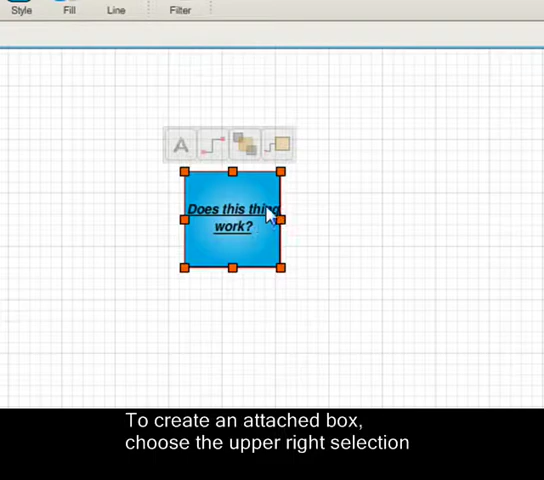 Style Fill Line Filter
A
Does this thing
work?
To create an attached box,
choose the upper right selection